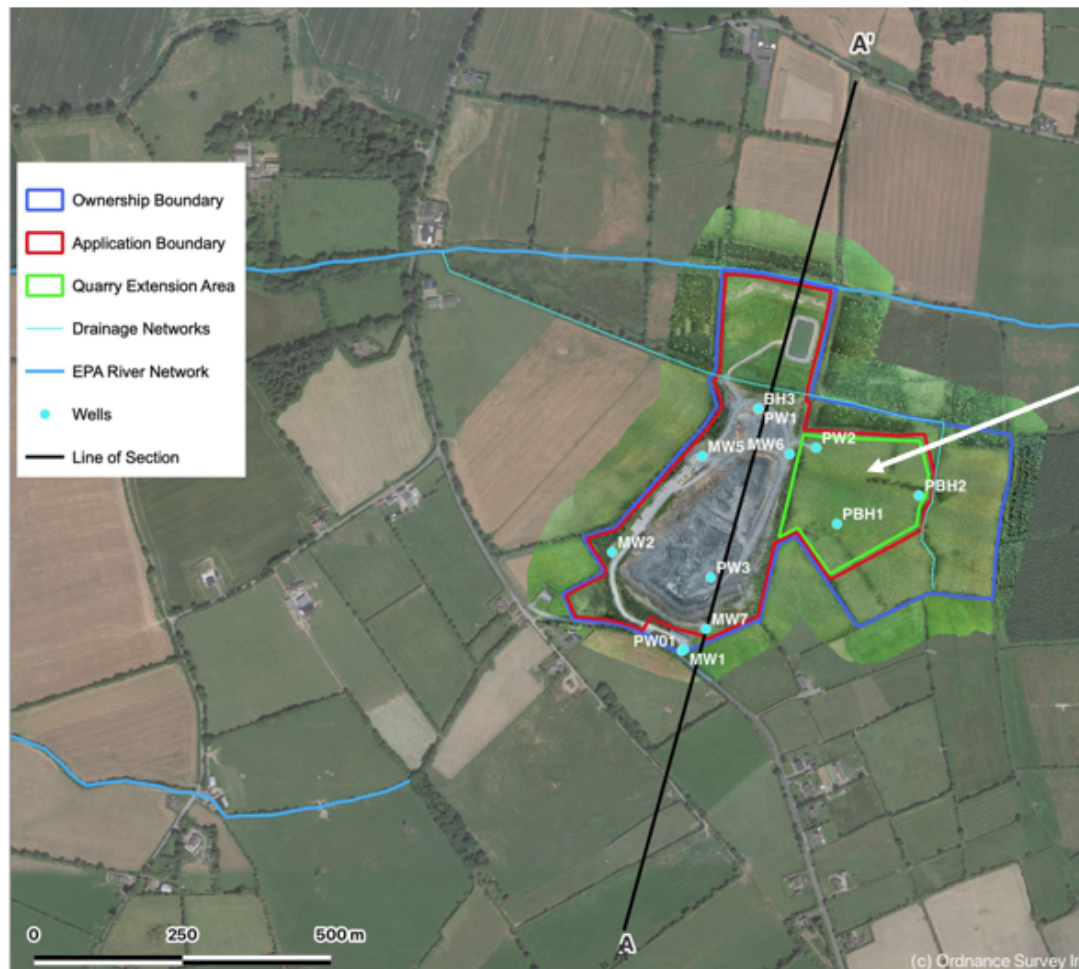 A'
Ownership Boundary
Application Boundary
Quarry Extension Area
Drainage Networks
EPA River Network
Wells
Line of Section
BH3
PW1
MW5
MW6
PW2
PBH2
PBH1
MW2
PW3
MW7
PW01
MW1
0 250 500 m
A
(c) Ordnance Survey